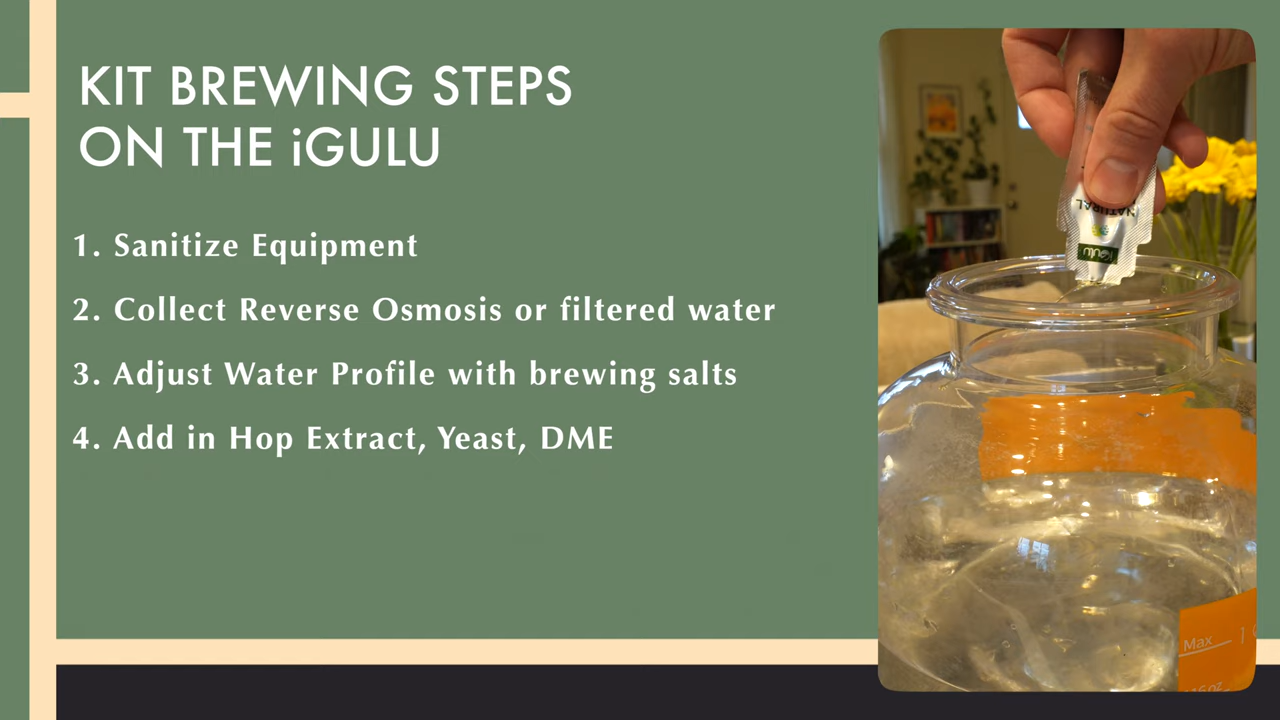 KIT BREWING STEPS
ON THE iGULU
1. Sanitize Equipment
2. Collect Reverse Osmosis or filtered water
3. Adjust Water Profile with brewing salts
4. Add in Hop Extract, Yeast, DME
NATURAL
iGulu
Max